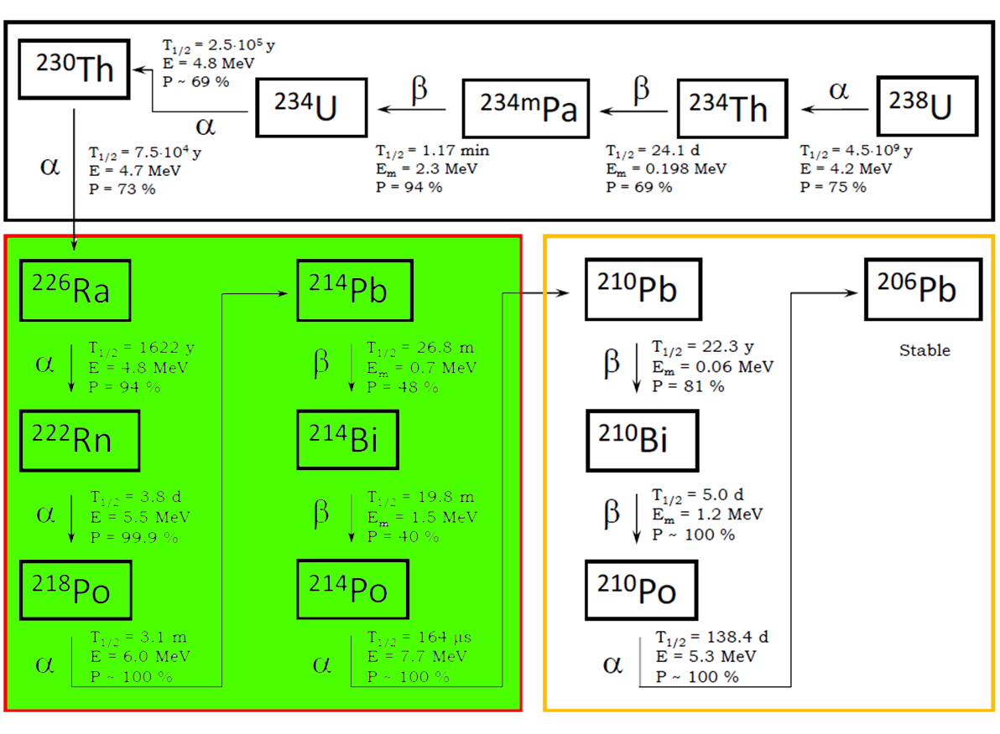 ²³⁰Th
T₁/₂ = 2.5·10⁵ y
E = 4.8 MeV
P ~ 69 %
α
²³⁴U
β
²³⁴ᵐPa
β
²³⁴Th
α
²³⁸U
α
T₁/₂ = 7.5·10⁴ y
E = 4.7 MeV
P = 73 %
T₁/₂ = 1.17 min
Eₘ = 2.3 MeV
P = 94 %
T₁/₂ = 24.1 d
Eₘ = 0.198 MeV
P = 69 %
T₁/₂ = 4.5·10⁹ y
E = 4.2 MeV
P = 75 %
²²⁶Ra
α
T₁/₂ = 1622 y
E = 4.8 MeV
P = 94 %
²²²Rn
α
T₁/₂ = 3.8 d
E = 5.5 MeV
P = 99.9 %
²¹⁸Po
α
T₁/₂ = 3.1 m
E = 6.0 MeV
P ~ 100 %
²¹⁴Pb
β
T₁/₂ = 26.8 m
Eₘ = 0.7 MeV
P = 48 %
²¹⁴Bi
β
T₁/₂ = 19.8 m
Eₘ = 1.5 MeV
P = 40 %
²¹⁴Po
α
T₁/₂ = 164 µs
E = 7.7 MeV
P ~ 100 %
²¹⁰Pb
β
T₁/₂ = 22.3 y
Eₘ = 0.06 MeV
P = 81 %
²¹⁰Bi
β
T₁/₂ = 5.0 d
Eₘ = 1.2 MeV
P ~ 100 %
²¹⁰Po
α
T₁/₂ = 138.4 d
E = 5.3 MeV
P ~ 100 %
²⁰⁶Pb
Stable